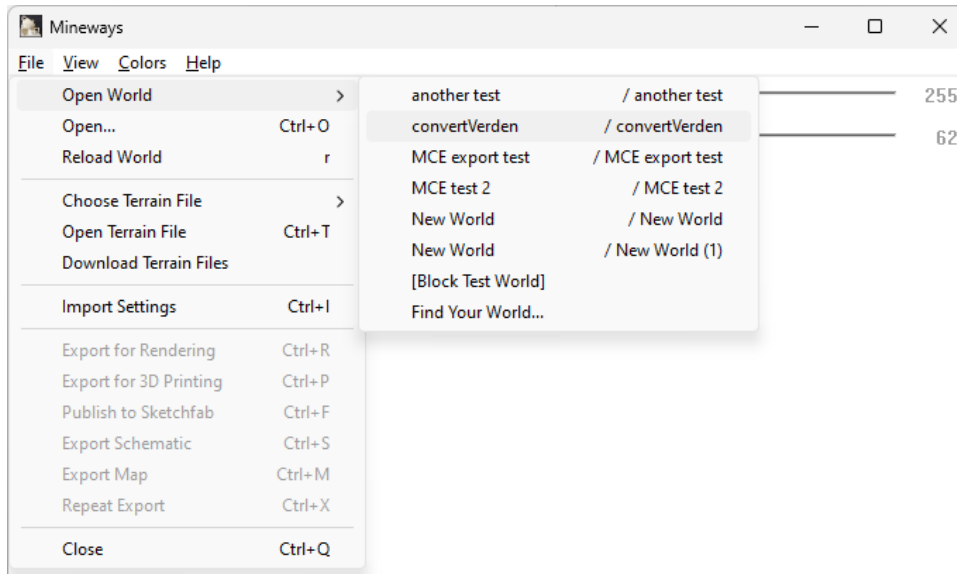 Mineways
File View Colors Help
Open World >
Open... Ctrl+O
Reload World r
Choose Terrain File >
Open Terrain File Ctrl+T
Download Terrain Files
Import Settings Ctrl+I
Export for Rendering Ctrl+R
Export for 3D Printing Ctrl+P
Publish to Sketchfab Ctrl+F
Export Schematic Ctrl+S
Export Map Ctrl+M
Repeat Export Ctrl+X
Close Ctrl+Q
another test / another test
convertVerden / convertVerden
MCE export test / MCE export test
MCE test 2 / MCE test 2
New World / New World
New World / New World (1)
[Block Test World]
Find Your World...
255
62